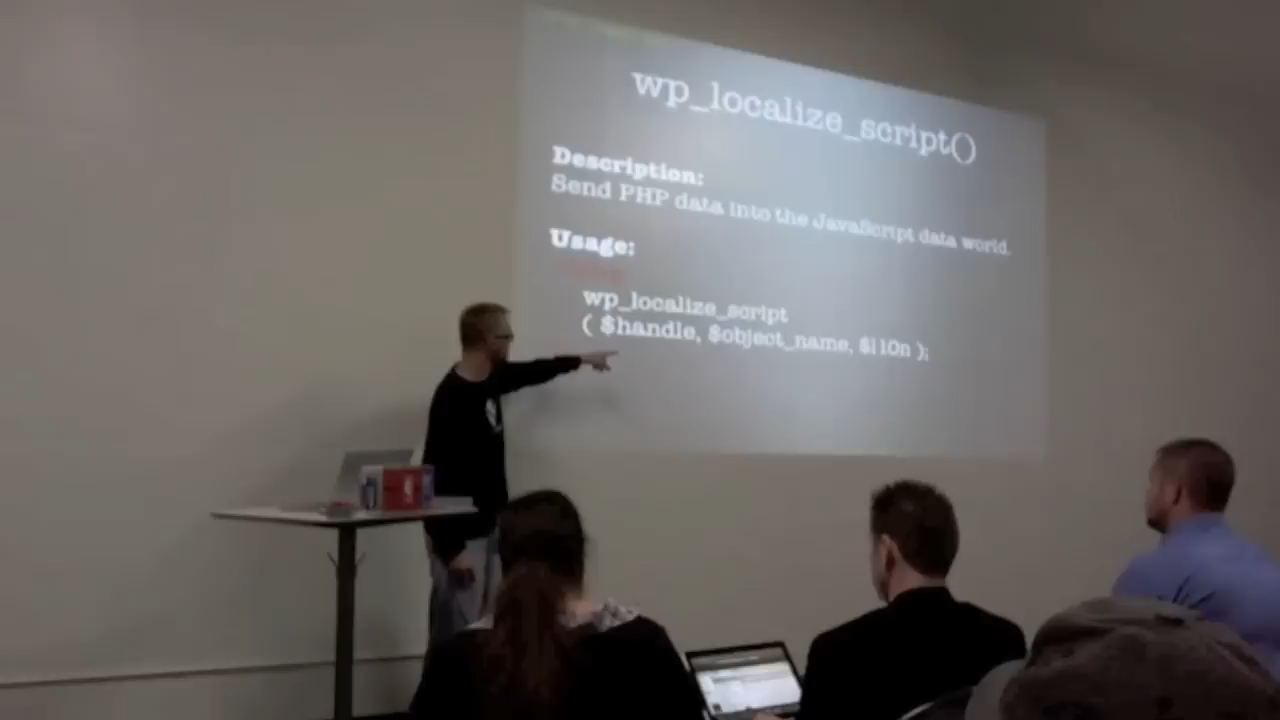 wp_localize_script()
Description:
Send PHP data into the JavaScript data world.
Usage:
wp_localize_script
( $handle, $object_name, $l10n );